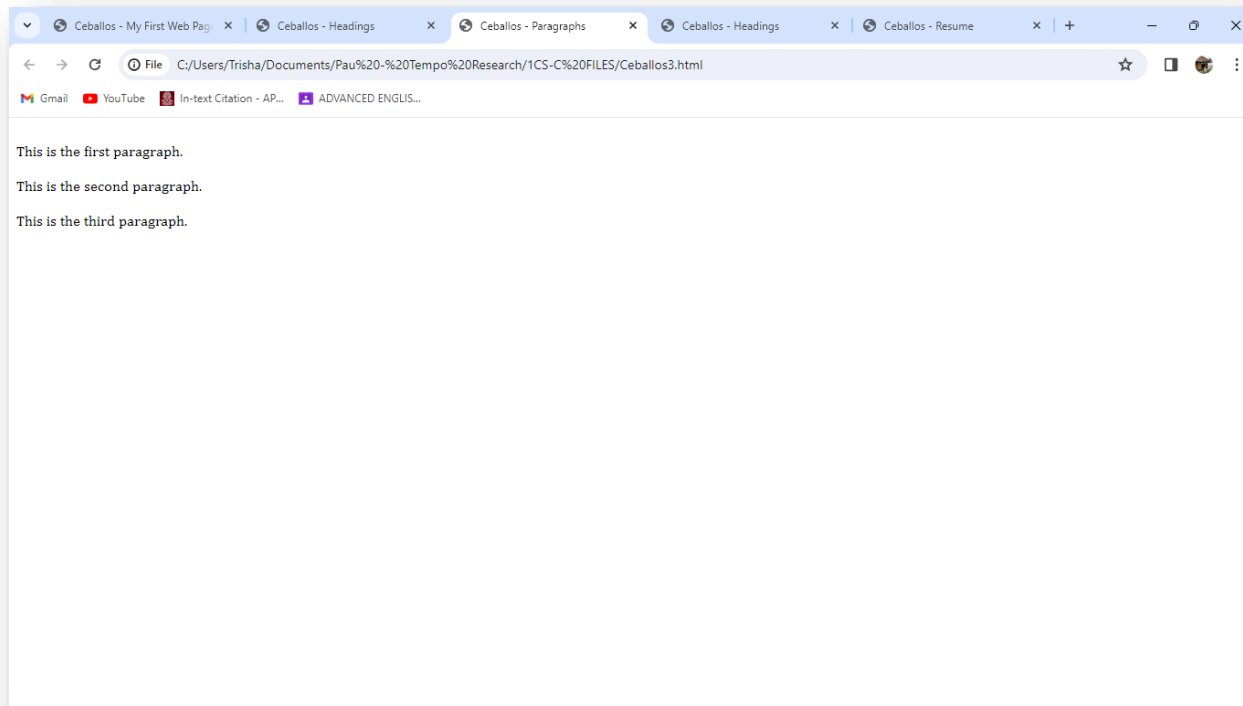 Ceballos - My First Web Pag
Ceballos - Headings
Ceballos - Paragraphs
Ceballos - Headings
Ceballos - Resume
File
C:/Users/Trisha/Documents/Pau%20-%20Tempo%20Research/1CS-C%20FILES/Ceballos3.html
Gmail
YouTube
In-text Citation - AP...
ADVANCED ENGLIS...
This is the first paragraph.
This is the second paragraph.
This is the third paragraph.